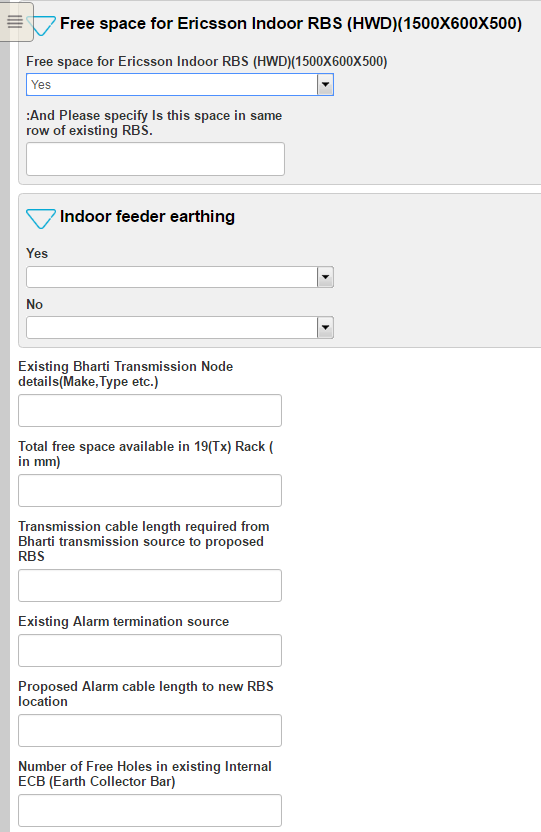 Free space for Ericsson Indoor RBS (HWD)(1500X600X500)
Free space for Ericsson Indoor RBS (HWD)(1500X600X500)
Yes
:And Please specify Is this space in same
row of existing RBS.
Indoor feeder earthing
Yes
No
Existing Bharti Transmission Node
details(Make,Type etc.)
Total free space available in 19(Tx) Rack (
in mm)
Transmission cable length required from
Bharti transmission source to proposed
RBS
Existing Alarm termination source
Proposed Alarm cable length to new RBS
location
Number of Free Holes in existing Internal
ECB (Earth Collector Bar)